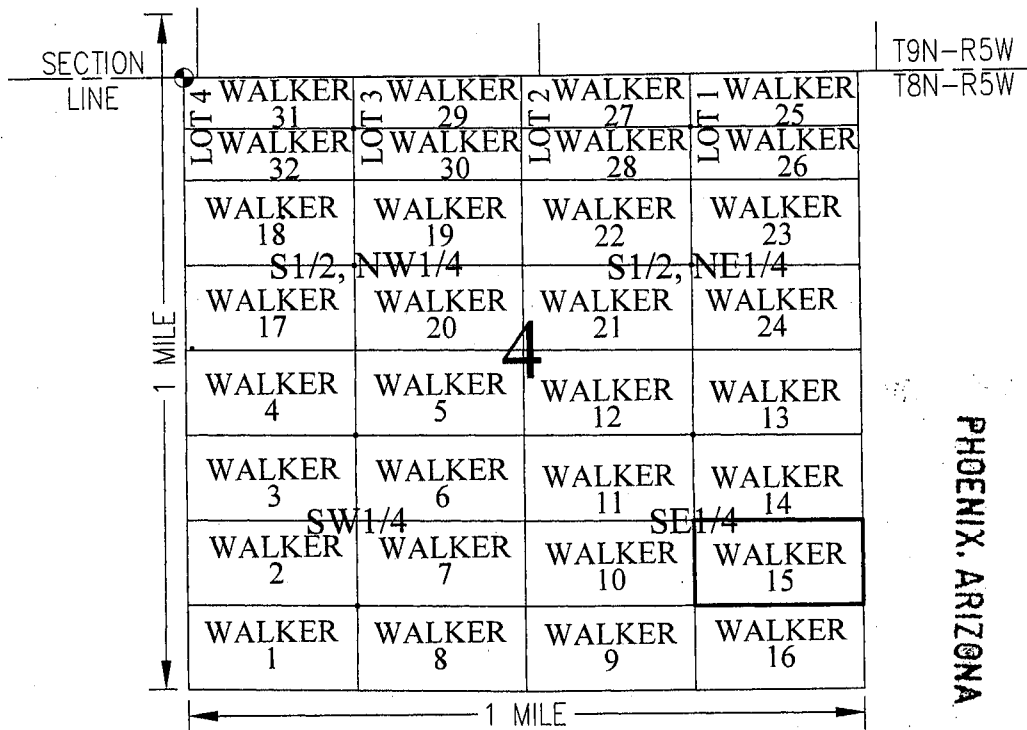 SECTION
LINE
T9N-R5W
T8N-R5W
LOT 4
WALKER
31
LOT 3
WALKER
29
LOT 2
WALKER
27
LOT 1
WALKER
25
WALKER
32
WALKER
30
WALKER
28
WALKER
26
WALKER
18
WALKER
19
WALKER
22
WALKER
23
S1/2, NW1/4
S1/2, NE1/4
WALKER
17
WALKER
20
WALKER
21
WALKER
24
4
1 MILE
WALKER
4
WALKER
5
WALKER
12
WALKER
13
WALKER
3
WALKER
6
WALKER
11
WALKER
14
SW1/4
SE1/4
WALKER
2
WALKER
7
WALKER
10
WALKER
15
WALKER
1
WALKER
8
WALKER
9
WALKER
16
1 MILE
PHOENIX, ARIZONA